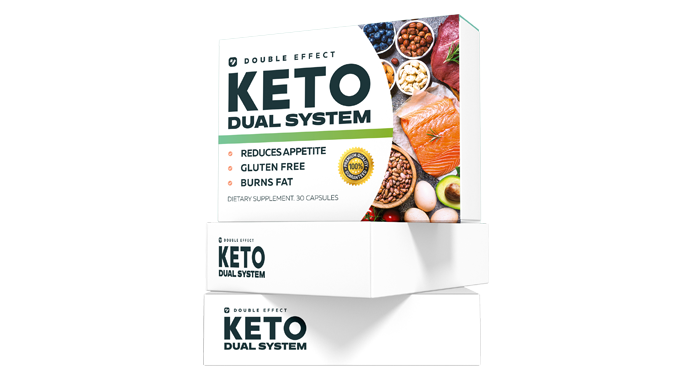 DOUBLE EFFECT
KETO
DUAL SYSTEM
REDUCES APPETITE
GLUTEN FREE
BURNS FAT
100%
DIETARY SUPPLEMENT, 30 CAPSULES
DOUBLE EFFECT
KETO
DUAL SYSTEM
DOUBLE EFFECT
KETO
DUAL SYSTEM